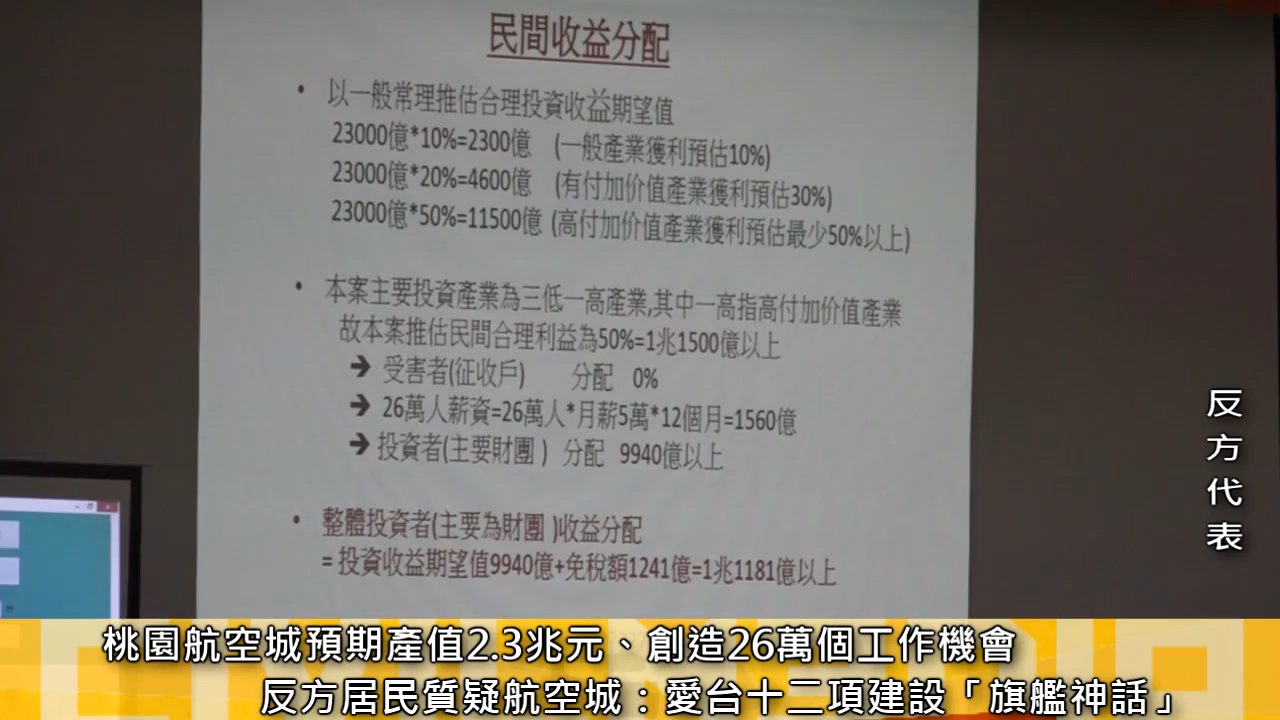 民間收益分配
• 以一般常理推估合理投資收益期望值
23000億*10%=2300億 (一般產業獲利預估10%)
23000億*20%=4600億 (有付加价值產業獲利預估30%)
23000億*50%=11500億 (高付加价值產業獲利預估最少50%以上)
• 本案主要投資產業為三低一高產業,其中一高指高付加价值產業
故本案推估民間合理利益為50%=1兆1500億以上
➔ 受害者(征收戶) 分配 0%
➔ 26萬人薪資=26萬人*月薪5萬*12個月=1560億
➔ 投資者(主要財團 ) 分配 9940億以上
• 整體投資者(主要為財團 )收益分配
= 投資收益期望值9940億+免稅額1241億=1兆1181億以上
反方代表
桃園航空城預期產值2.3兆元、創造26萬個工作機會
反方居民質疑航空城：愛台十二項建設「旗艦神話」